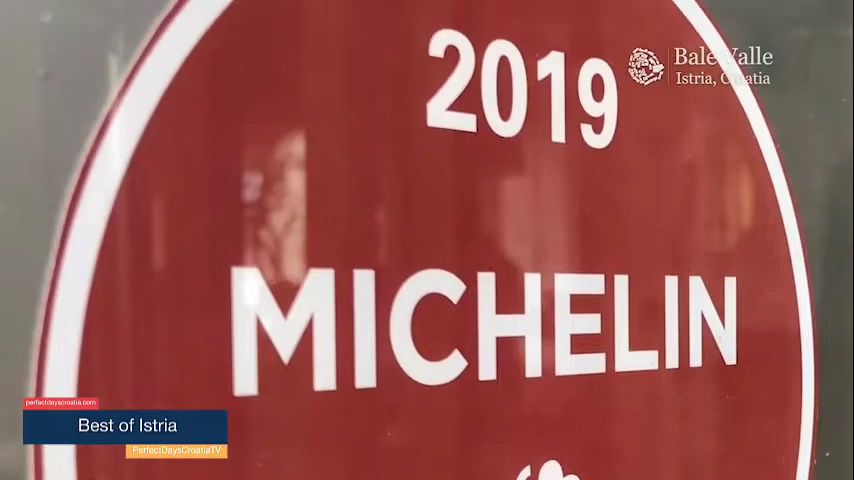 2019
Bale Valle
Istria, Croatia
MICHELIN
perfectdayscroatia.com
Best of Istria
PerfectDaysCroatiaTV